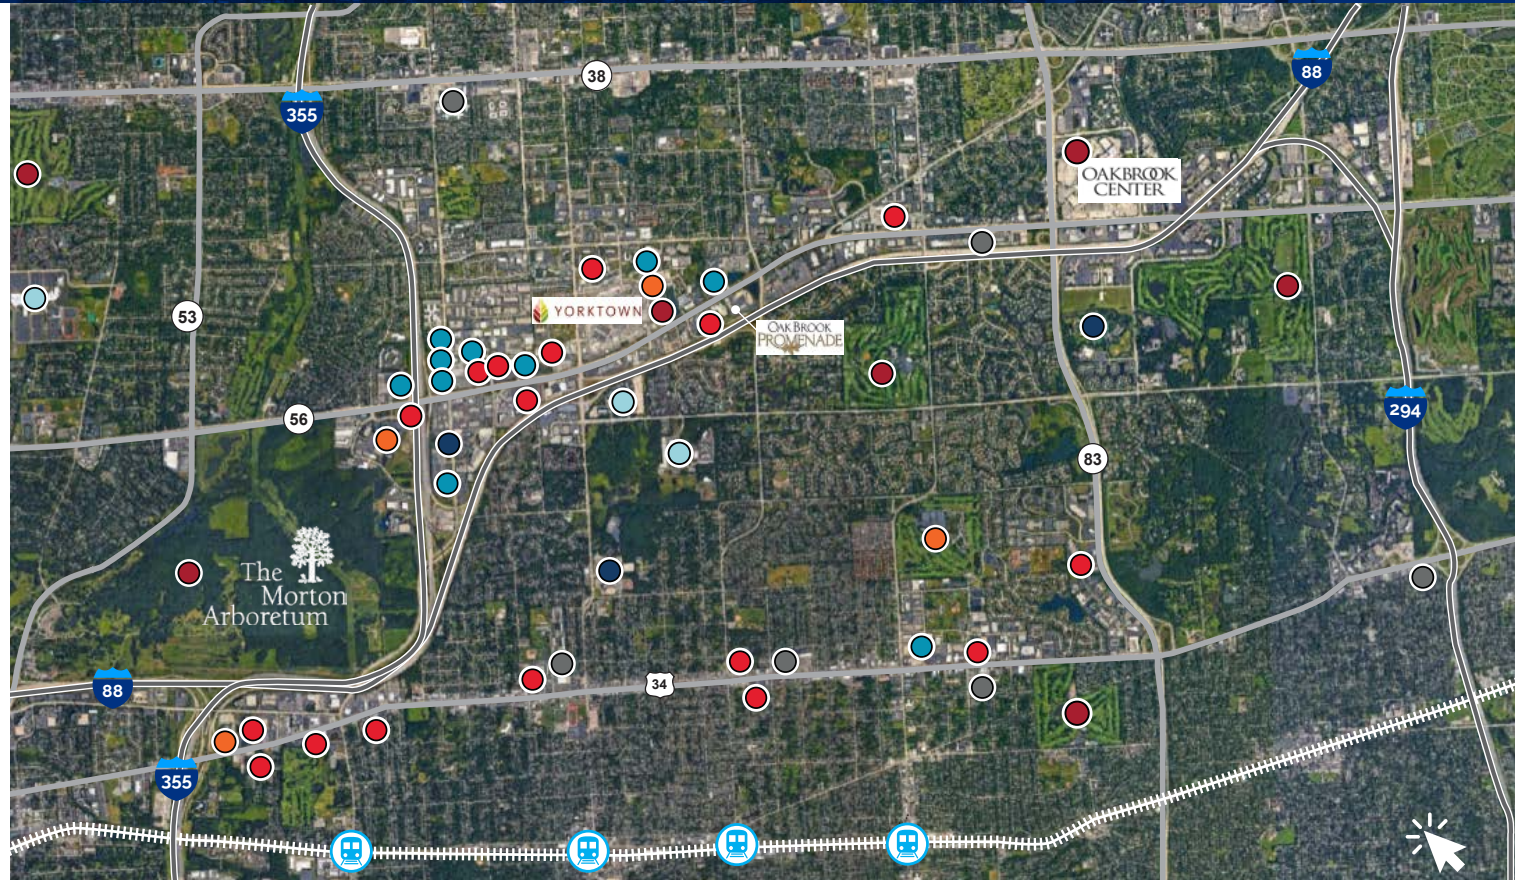 38
88
355
OAKBROOK
CENTER
53
YORKTOWN
OAK BROOK
PROMENADE
56
294
83
The
Morton
Arboretum
34
88
355